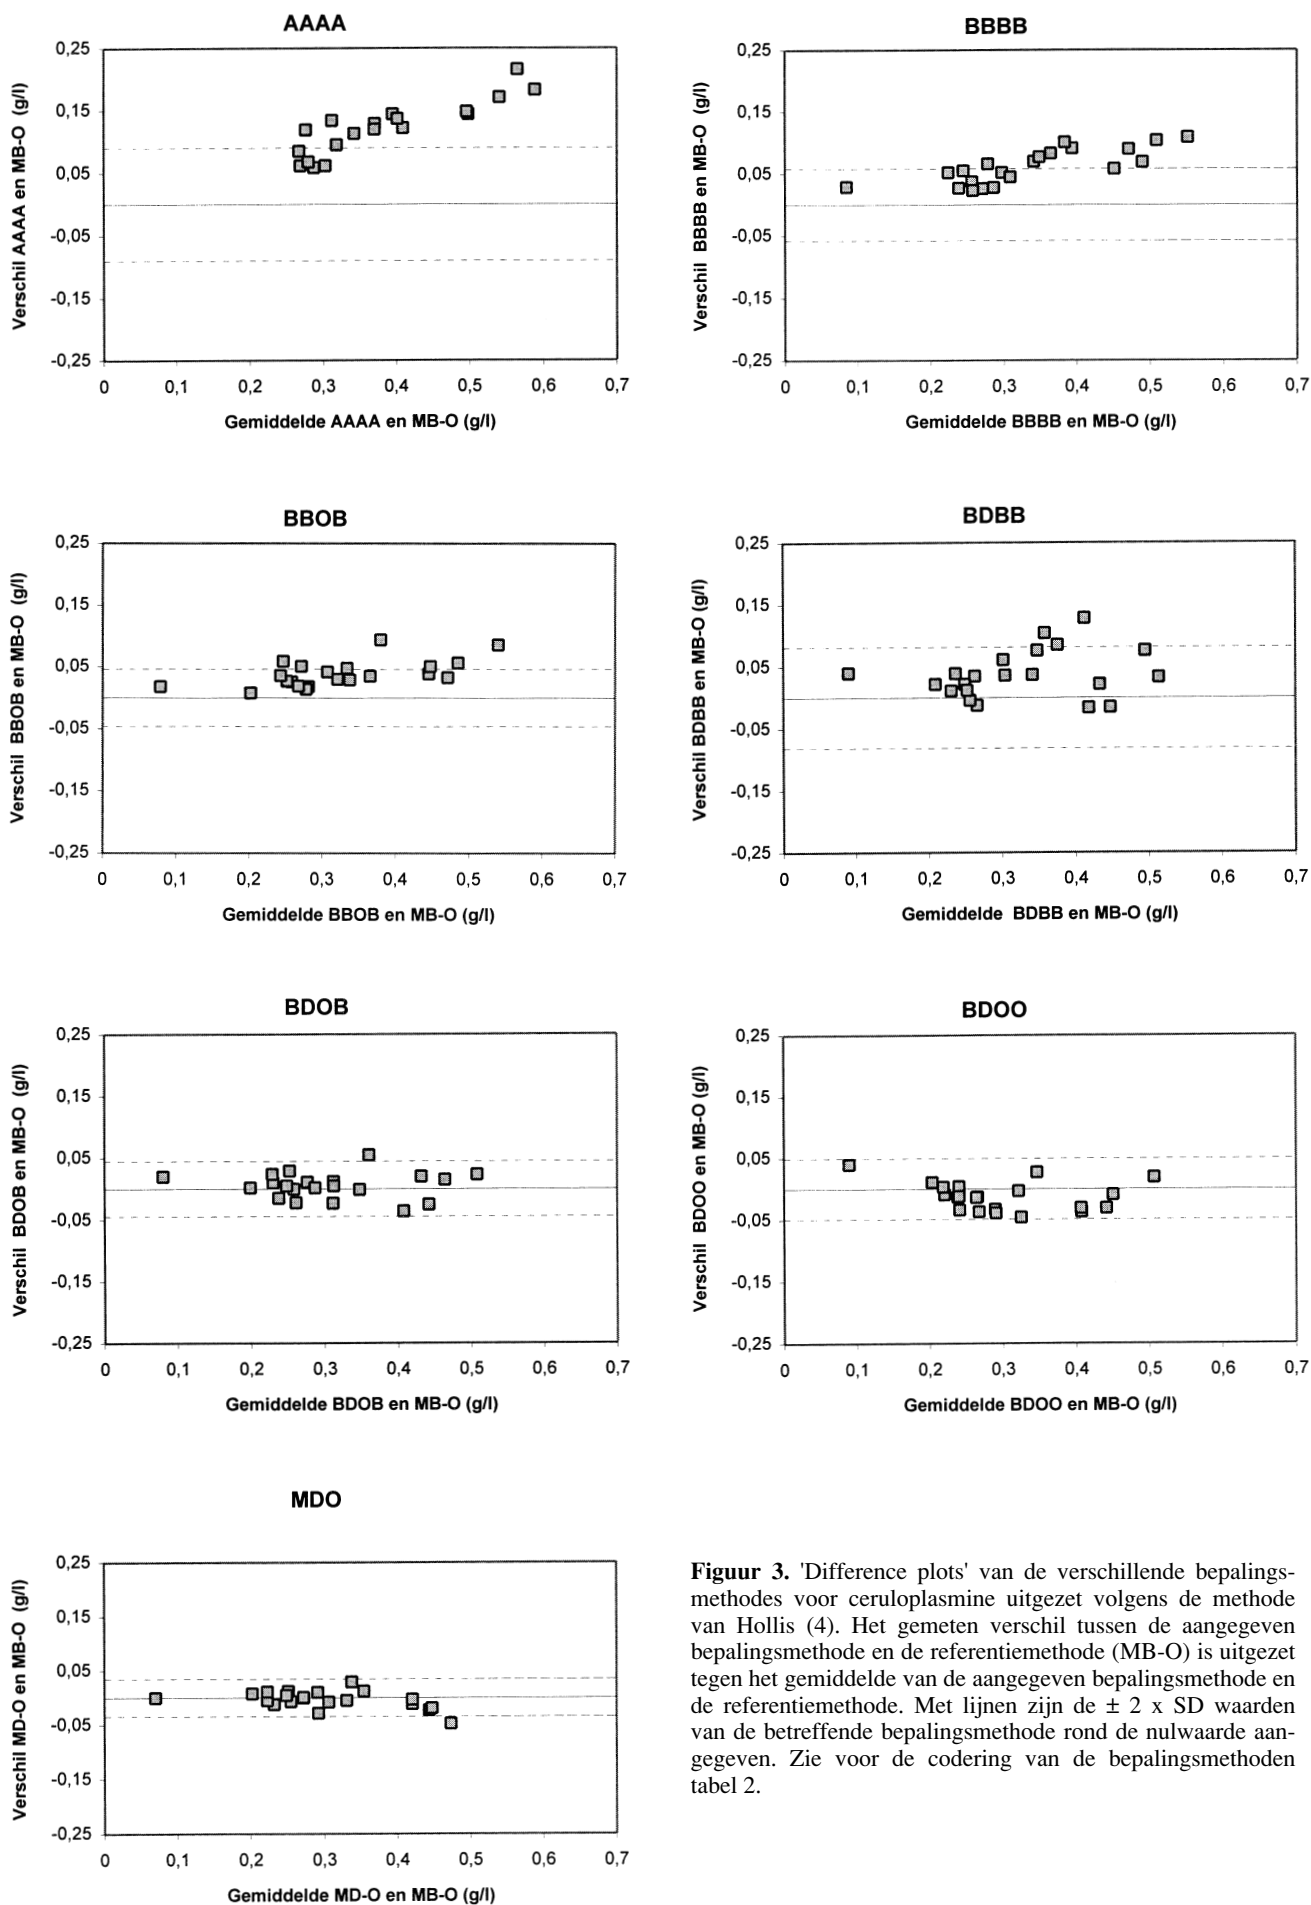 AAAA
0,25
0,15
0,05
-0,05
-0,15
-0,25
Verschil AAAA en MB-O (g/l)
0 0,1 0,2 0,3 0,4 0,5 0,6 0,7
Gemiddelde AAAA en MB-O (g/l)
BBBB
0,25
0,15
0,05
-0,05
-0,15
-0,25
Verschil BBBB en MB-O (g/l)
0 0,1 0,2 0,3 0,4 0,5 0,6 0,7
Gemiddelde BBBB en MB-O (g/l)
BBOB
0,25
0,15
0,05
-0,05
-0,15
-0,25
Verschil BBOB en MB-O (g/l)
0 0,1 0,2 0,3 0,4 0,5 0,6 0,7
Gemiddelde BBOB en MB-O (g/l)
BDBB
0,25
0,15
0,05
-0,05
-0,15
-0,25
Verschil BDBB en MB-O (g/l)
0 0,1 0,2 0,3 0,4 0,5 0,6 0,7
Gemiddelde BDBB en MB-O (g/l)
BDOB
0,25
0,15
0,05
-0,05
-0,15
-0,25
Verschil BDOB en MB-O (g/l)
0 0,1 0,2 0,3 0,4 0,5 0,6 0,7
Gemiddelde BDOB en MB-O (g/l)
BDOO
0,25
0,15
0,05
-0,05
-0,15
-0,25
Verschil BDOO en MB-O (g/l)
0 0,1 0,2 0,3 0,4 0,5 0,6 0,7
Gemiddelde BDOO en MB-O (g/l)
MDO
0,25
0,15
0,05
-0,05
-0,15
-0,25
Verschil MD-O en MB-O (g/l)
0 0,1 0,2 0,3 0,4 0,5 0,6 0,7
Gemiddelde MD-O en MB-O (g/l)
Figuur 3. 'Difference plots' van de verschillende bepalings-
methodes voor ceruloplasmine uitgezet volgens de methode
van Hollis (4). Het gemeten verschil tussen de aangegeven
bepalingsmethode en de referentiemethode (MB-O) is uitgezet
tegen het gemiddelde van de aangegeven bepalingsmethode en
de referentiemethode. Met lijnen zijn de ± 2 x SD waarden
van de betreffende bepalingsmethode rond de nulwaarde aan-
gegeven. Zie voor de codering van de bepalingsmethoden
tabel 2.